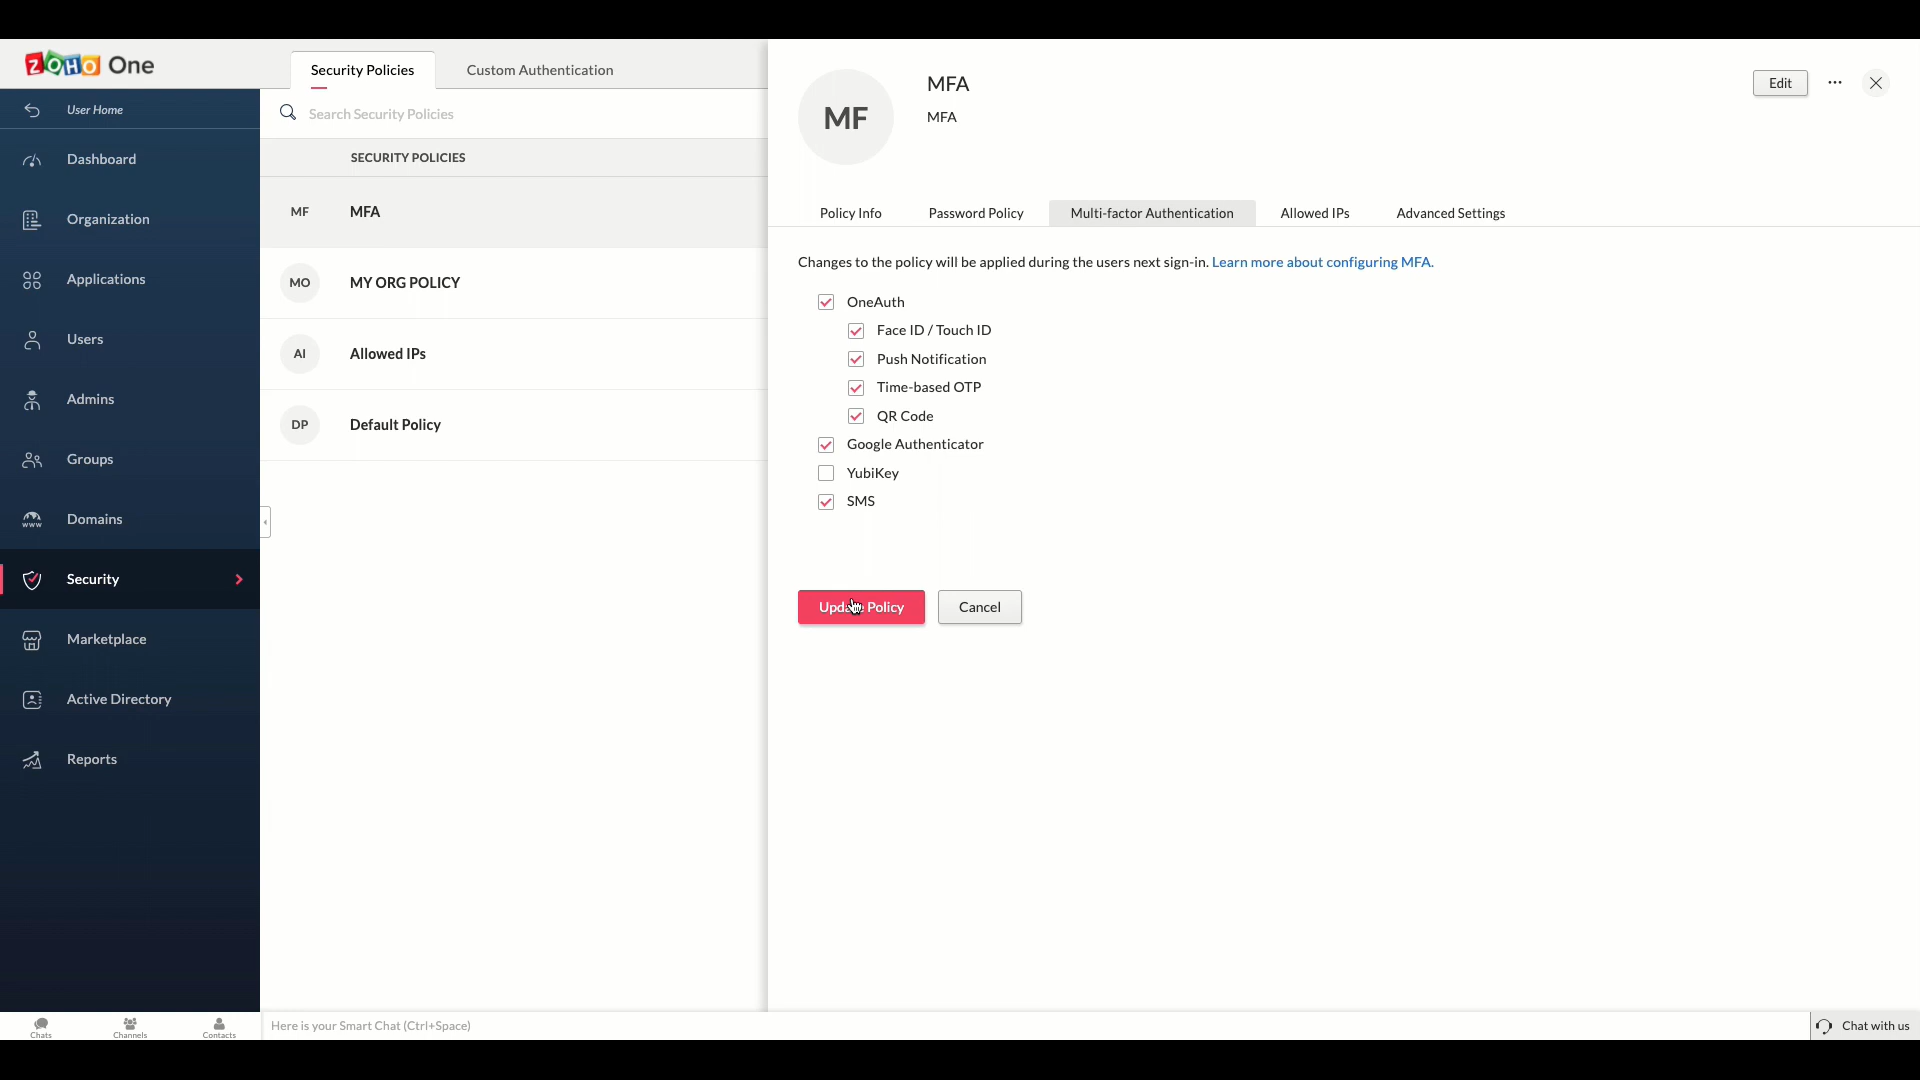 ZOHO One
User Home
Dashboard
Organization
Applications
Users
Admins
Groups
Domains
Security
Marketplace
Active Directory
Reports
Chats
Channels
Contacts
Security Policies
Custom Authentication
Search Security Policies
SECURITY POLICIES
MF MFA
MO MY ORG POLICY
AI Allowed IPs
DP Default Policy
MF
MFA
MFA
Edit
Policy Info
Password Policy
Multi-factor Authentication
Allowed IPs
Advanced Settings
Changes to the policy will be applied during the users next sign-in. Learn more about configuring MFA.
OneAuth
Face ID / Touch ID
Push Notification
Time-based OTP
QR Code
Google Authenticator
YubiKey
SMS
Update Policy
Cancel
Here is your Smart Chat (Ctrl+Space)
Chat with us